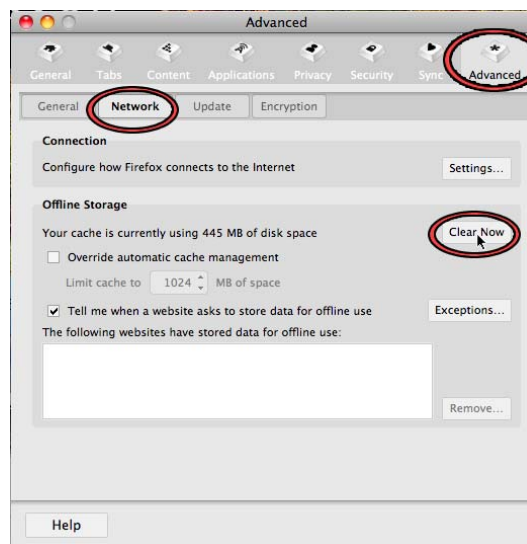 Advanced
General Tabs Content Applications Privacy Security Sync Advanced
General Network Update Encryption
Connection
Configure how Firefox connects to the Internet Settings...
Offline Storage
Your cache is currently using 445 MB of disk space Clear Now
Override automatic cache management
Limit cache to 1024 MB of space
Tell me when a website asks to store data for offline use Exceptions...
The following websites have stored data for offline use:
Remove...
Help